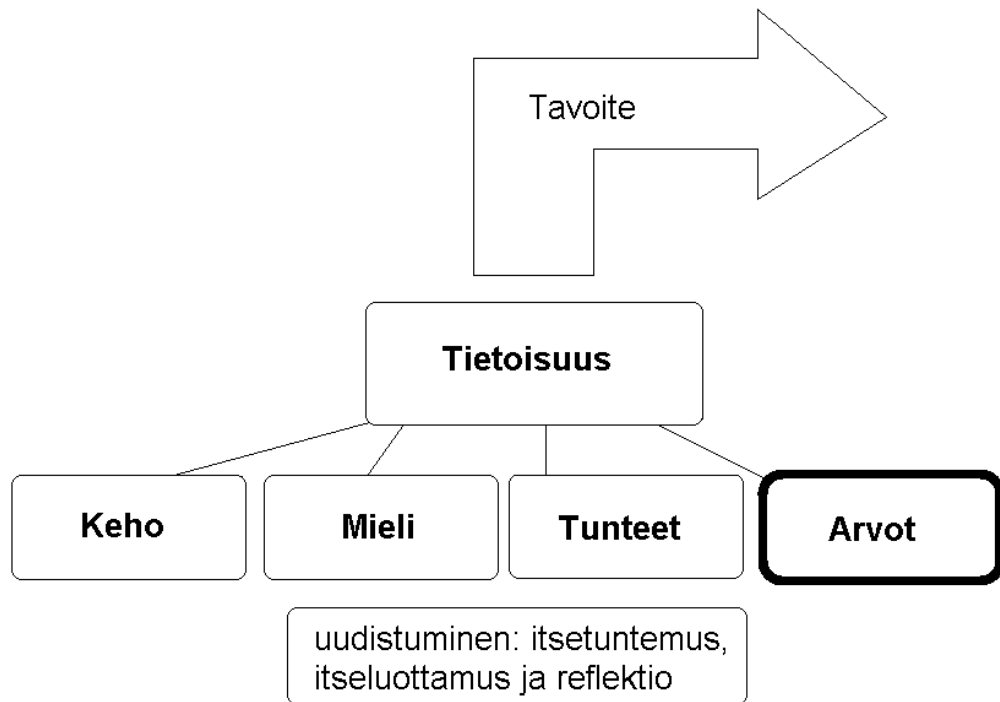 Tavoite
Tietoisuus
Keho
Mieli
Tunteet
Arvot
uudistuminen: itsetuntemus,
itseluottamus ja reflektio